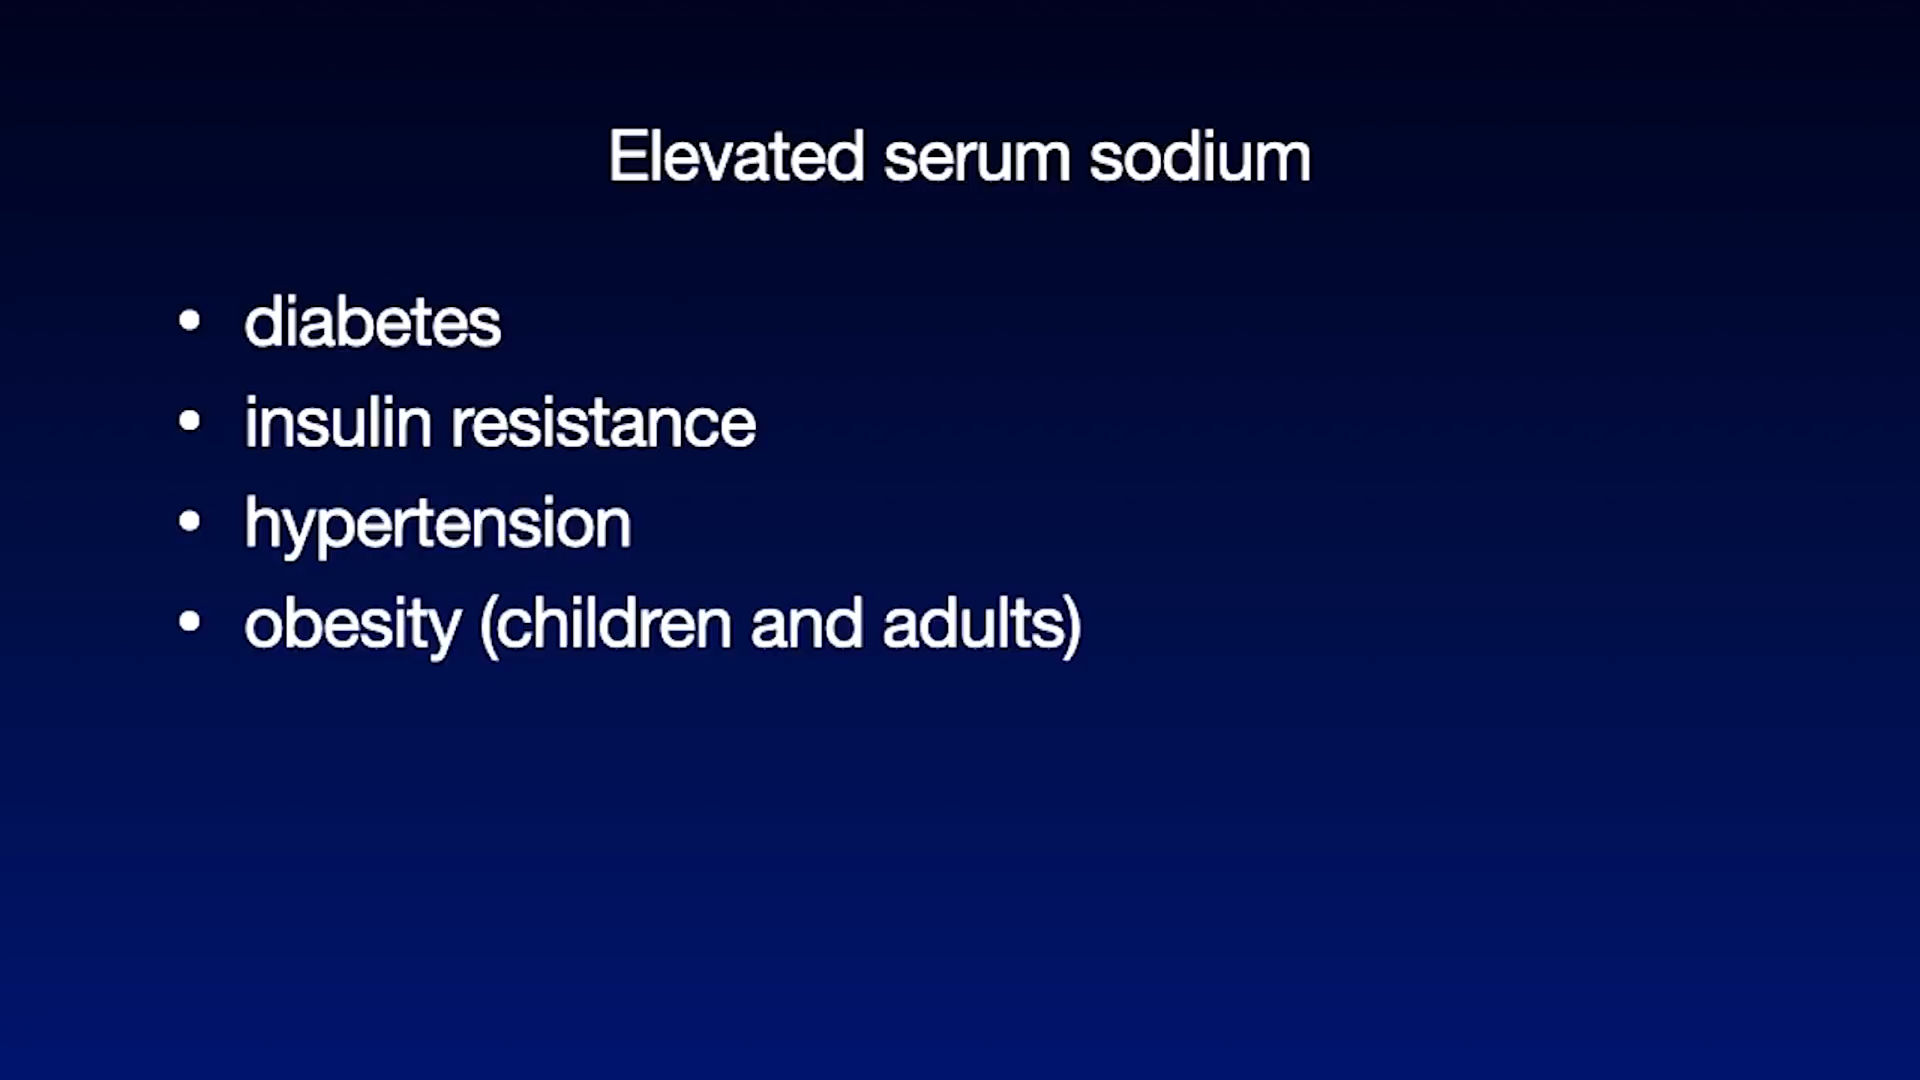 Elevated serum sodium
• diabetes
• insulin resistance
• hypertension
• obesity (children and adults)